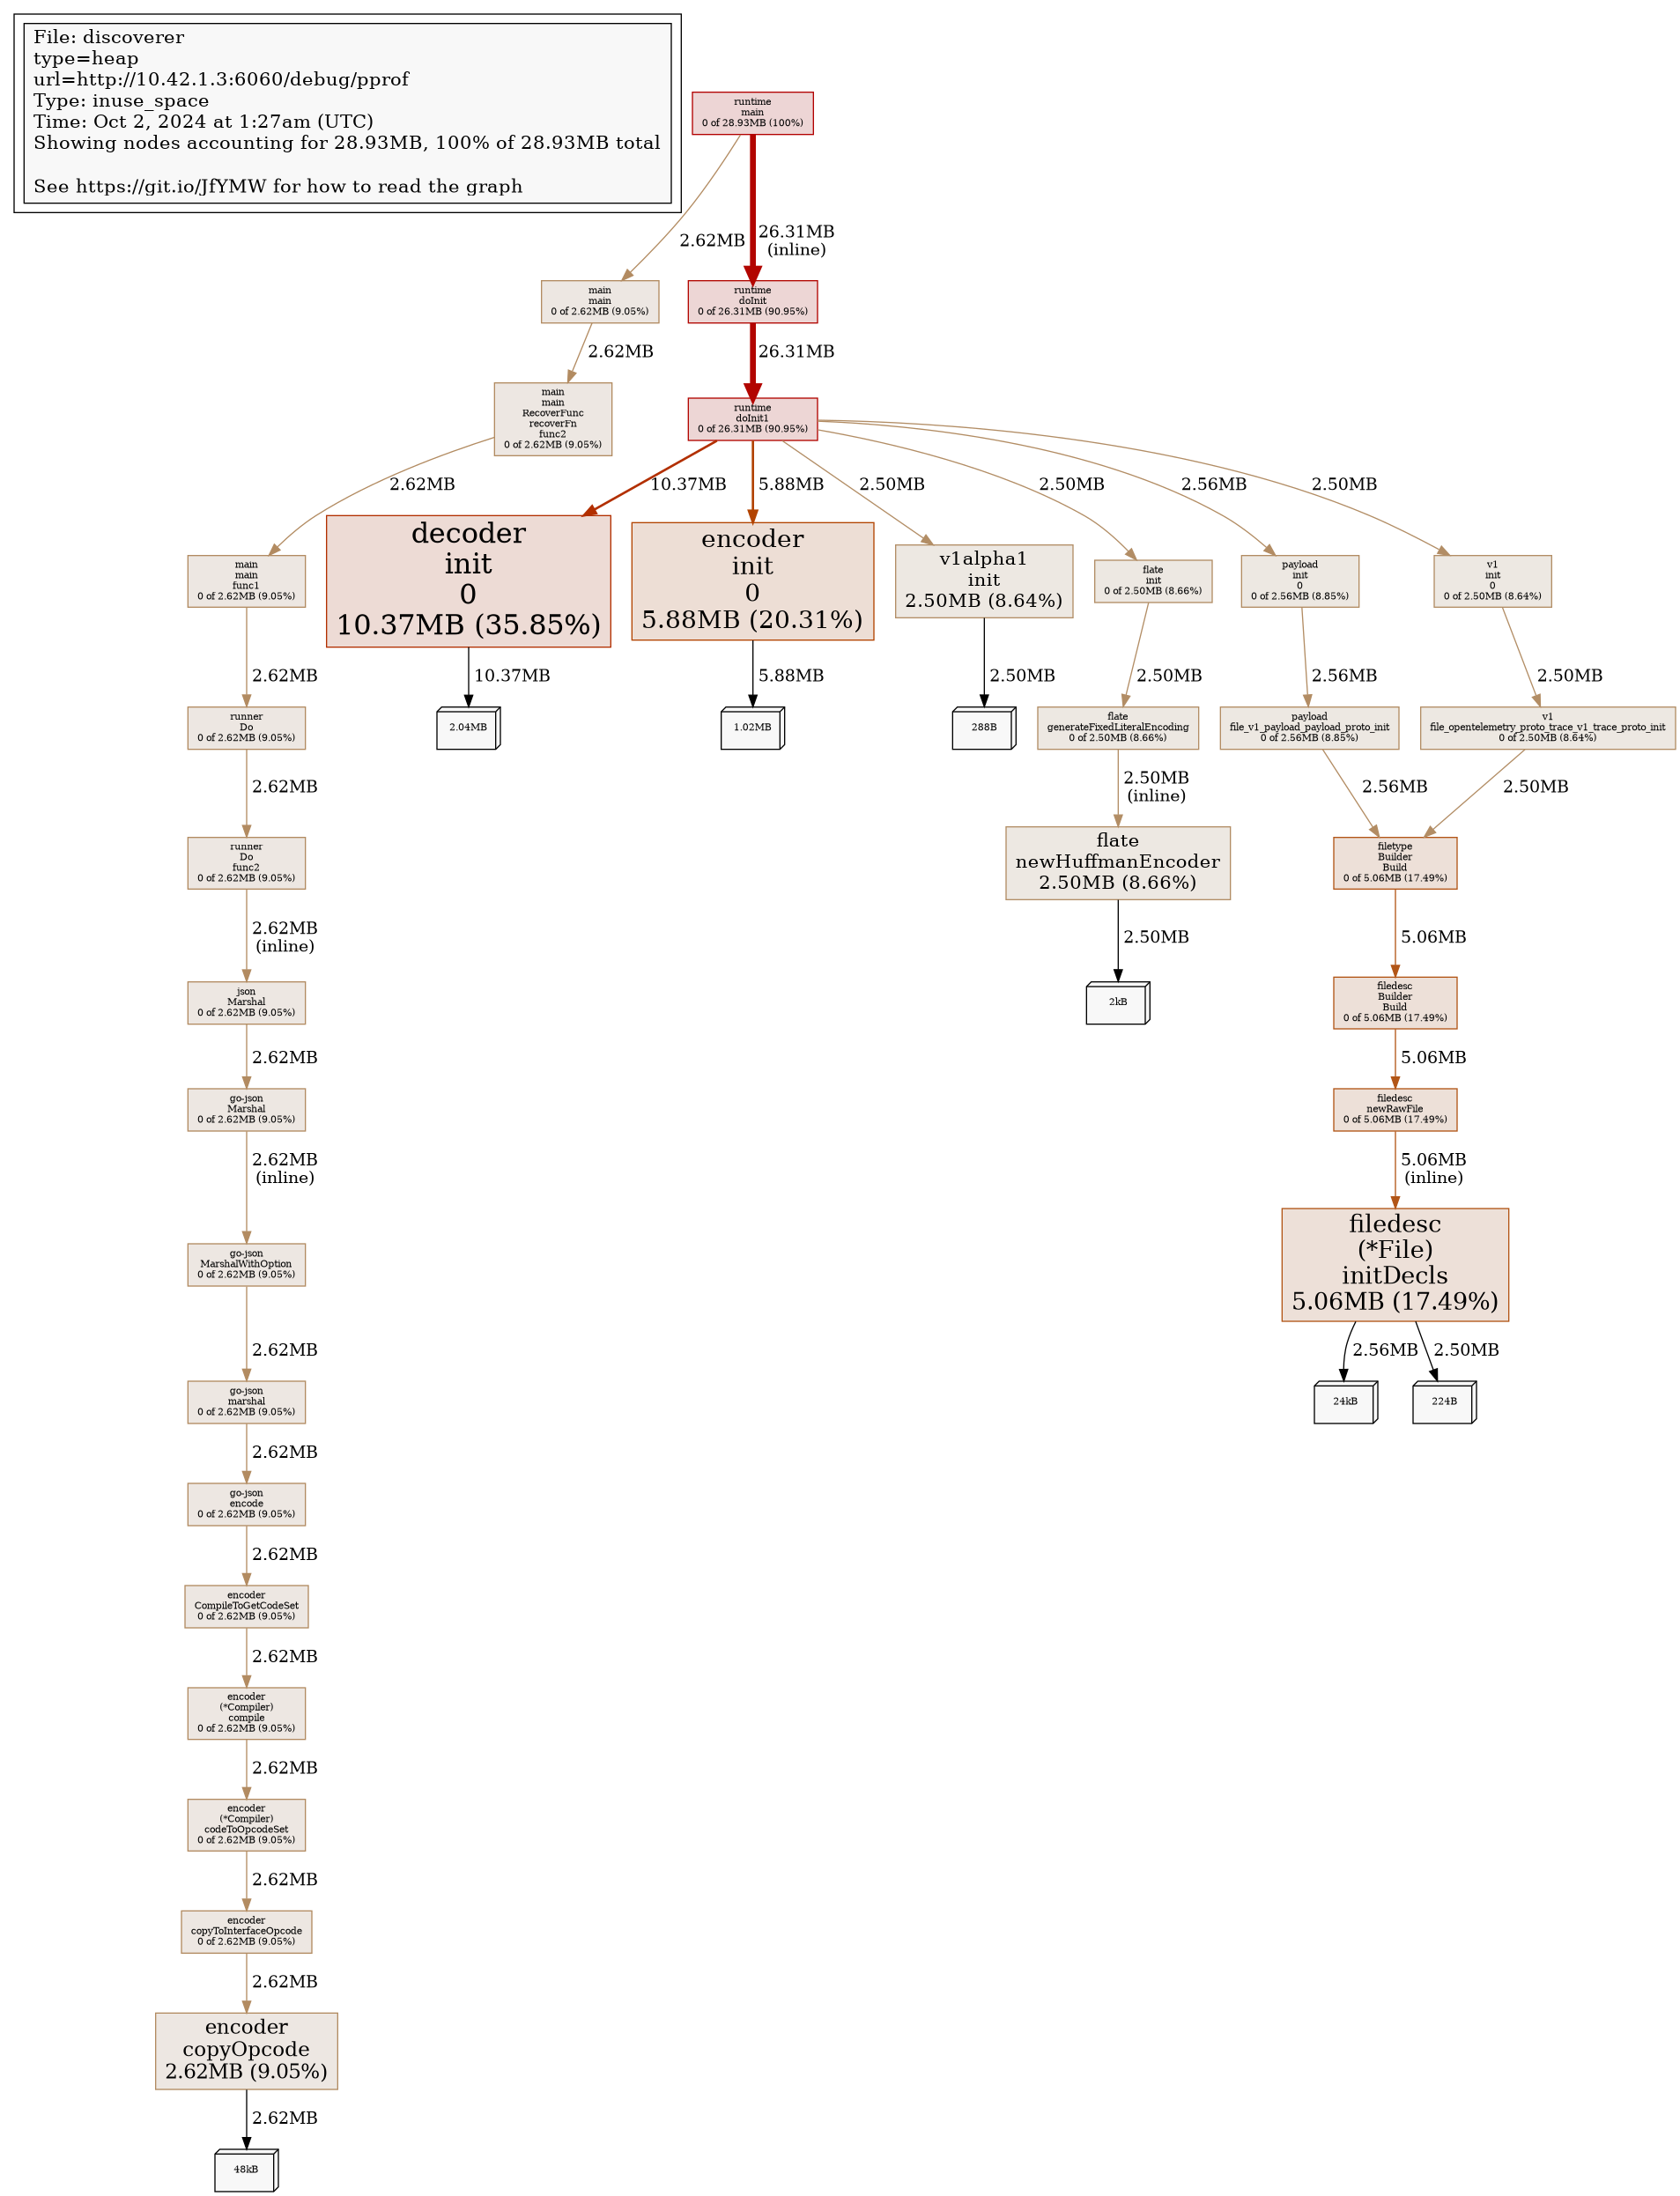 File: discoverer
type=heap
url=http://10.42.1.3:6060/debug/pprof
Type: inuse_space
Time: Oct 2, 2024 at 1:27am (UTC)
Showing nodes accounting for 28.93MB, 100% of 28.93MB total
See https://git.io/JfYMW for how to read the graph
runtime
main
0 of 28.93MB (100%)
2.62MB
26.31MB
(inline)
main
main
0 of 2.62MB (9.05%)
runtime
doInit
0 of 26.31MB (90.95%)
2.62MB
26.31MB
main
main
RecoverFunc
recoverFn
func2
0 of 2.62MB (9.05%)
runtime
doInit1
0 of 26.31MB (90.95%)
2.62MB
10.37MB
5.88MB
2.50MB
2.50MB
2.56MB
2.50MB
main
main
func1
0 of 2.62MB (9.05%)
decoder
init
0
10.37MB (35.85%)
encoder
init
0
5.88MB (20.31%)
v1alpha1
init
2.50MB (8.64%)
flate
init
0 of 2.50MB (8.66%)
payload
init
0
0 of 2.56MB (8.85%)
v1
init
0
0 of 2.50MB (8.64%)
2.62MB
10.37MB
5.88MB
2.50MB
2.50MB
2.56MB
2.50MB
runner
Do
0 of 2.62MB (9.05%)
2.04MB
1.02MB
288B
flate
generateFixedLiteralEncoding
0 of 2.50MB (8.66%)
payload
file_v1_payload_payload_proto_init
0 of 2.56MB (8.85%)
v1
file_opentelemetry_proto_trace_v1_trace_proto_init
0 of 2.50MB (8.64%)
2.62MB
2.50MB
(inline)
2.56MB
2.50MB
runner
Do
func2
0 of 2.62MB (9.05%)
flate
newHuffmanEncoder
2.50MB (8.66%)
filetype
Builder
Build
0 of 5.06MB (17.49%)
2.62MB
(inline)
2.50MB
5.06MB
json
Marshal
0 of 2.62MB (9.05%)
2kB
filedesc
Builder
Build
0 of 5.06MB (17.49%)
2.62MB
5.06MB
go-json
Marshal
0 of 2.62MB (9.05%)
filedesc
newRawFile
0 of 5.06MB (17.49%)
2.62MB
(inline)
5.06MB
(inline)
go-json
MarshalWithOption
0 of 2.62MB (9.05%)
filedesc
(*File)
initDecls
5.06MB (17.49%)
2.62MB
2.56MB
2.50MB
go-json
marshal
0 of 2.62MB (9.05%)
24kB
224B
2.62MB
go-json
encode
0 of 2.62MB (9.05%)
2.62MB
encoder
CompileToGetCodeSet
0 of 2.62MB (9.05%)
2.62MB
encoder
(*Compiler)
compile
0 of 2.62MB (9.05%)
2.62MB
encoder
(*Compiler)
codeToOpcodeSet
0 of 2.62MB (9.05%)
2.62MB
encoder
copyToInterfaceOpcode
0 of 2.62MB (9.05%)
2.62MB
encoder
copyOpcode
2.62MB (9.05%)
2.62MB
48kB